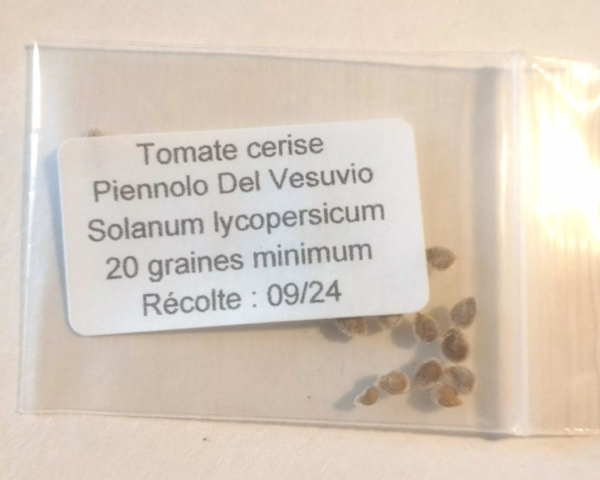 Tomate cerise
Piennolo Del Vesuvio
Solanum lycopersicum
20 graines minimum
Récolte : 09/24